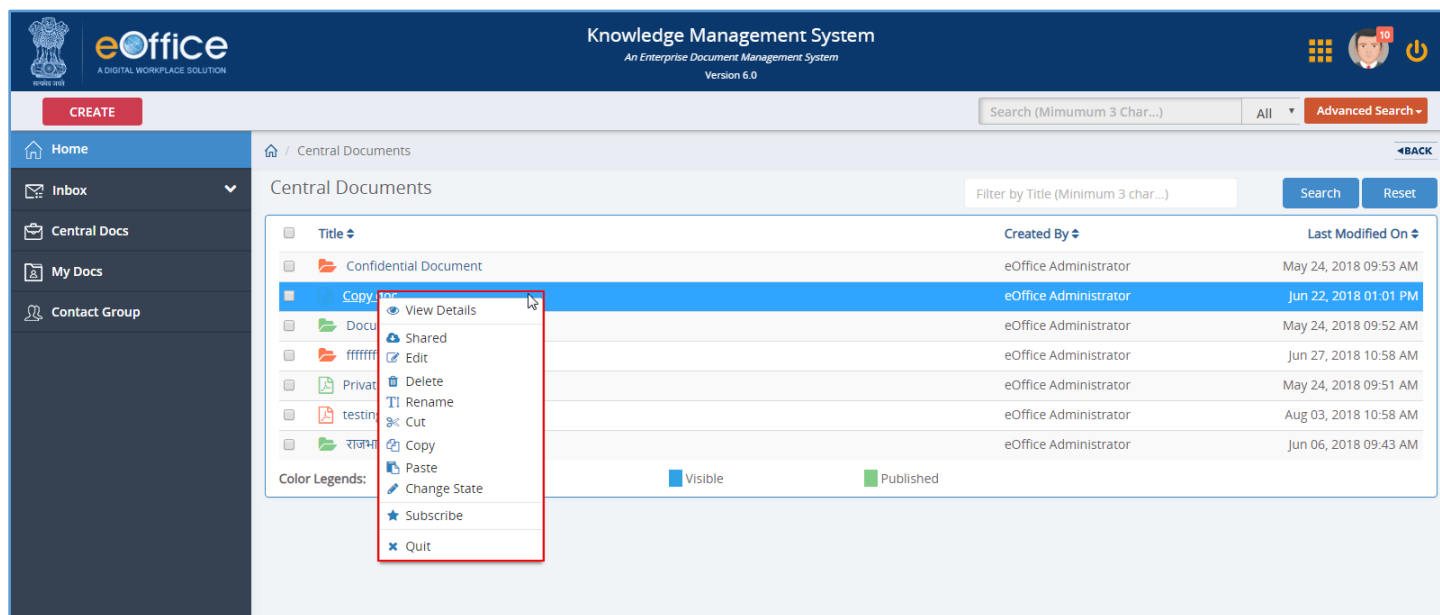 सत्यमेव जयते
eOffice
A DIGITAL WORKPLACE SOLUTION
Knowledge Management System
An Enterprise Document Management System
Version 6.0
10
CREATE
Search (Mimumum 3 Char...)
All
Advanced Search
Home
Inbox
Central Docs
My Docs
Contact Group
/ Central Documents
BACK
Central Documents
Filter by Title (Minimum 3 char...)
Search
Reset
Title Created By Last Modified On
Confidential Document eOffice Administrator May 24, 2018 09:53 AM
Copy doc eOffice Administrator Jun 22, 2018 01:01 PM
Docu eOffice Administrator May 24, 2018 09:52 AM
fffffff eOffice Administrator Jun 27, 2018 10:58 AM
Privat eOffice Administrator May 24, 2018 09:51 AM
testing eOffice Administrator Aug 03, 2018 10:58 AM
राजभा eOffice Administrator Jun 06, 2018 09:43 AM
Color Legends: Visible Published
View Details
Shared
Edit
Delete
Rename
Cut
Copy
Paste
Change State
Subscribe
Quit